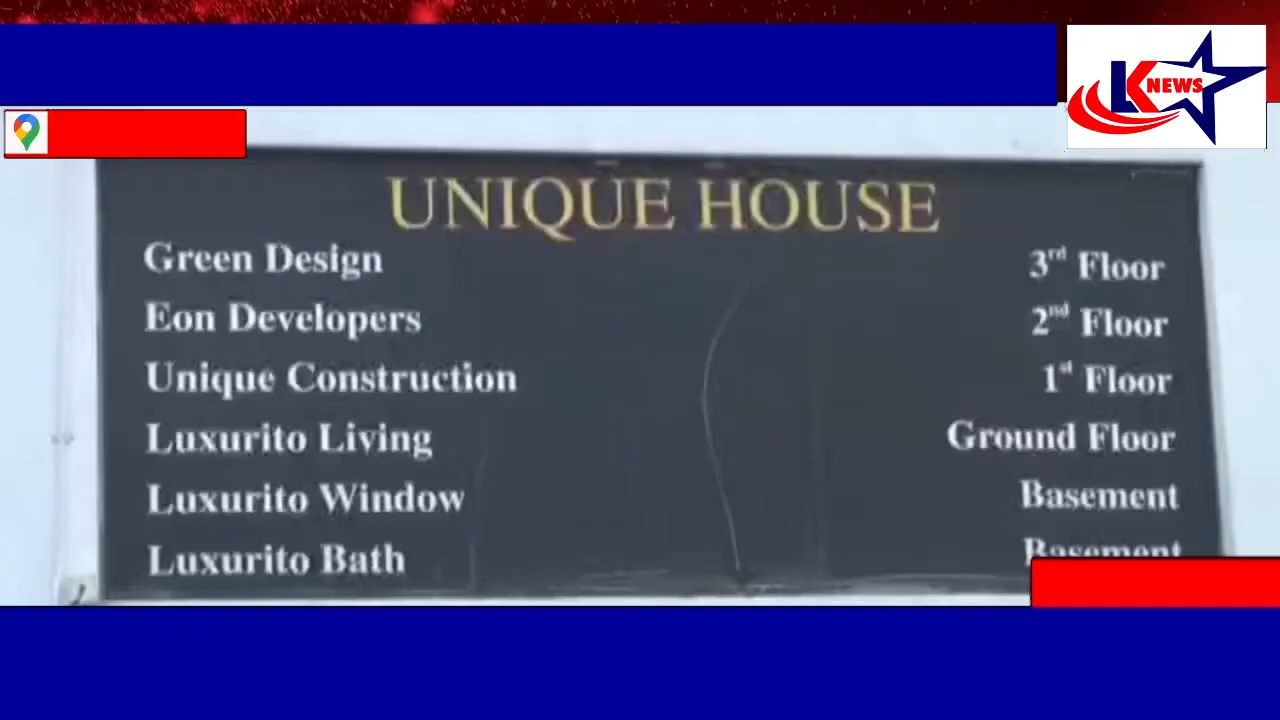 K NEWS
UNIQUE HOUSE
Green Design 3rd Floor
Eon Developers 2nd Floor
Unique Construction 1st Floor
Luxurito Living Ground Floor
Luxurito Window Basement
Luxurito Bath Basement